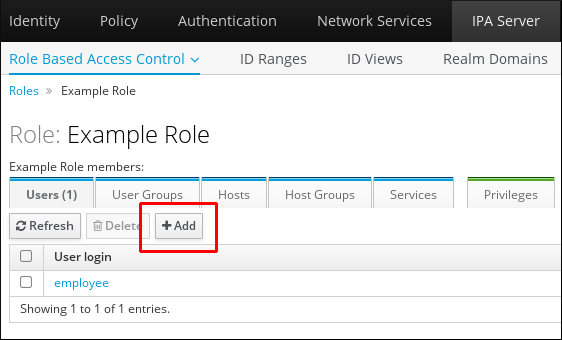 Identity Policy Authentication Network Services IPA Server
Role Based Access Control ID Ranges ID Views Realm Domains
Roles » Example Role
Role: Example Role
Example Role members:
Users (1) User Groups Hosts Host Groups Services Privileges
Refresh Delete Add
User login
employee
Showing 1 to 1 of 1 entries.